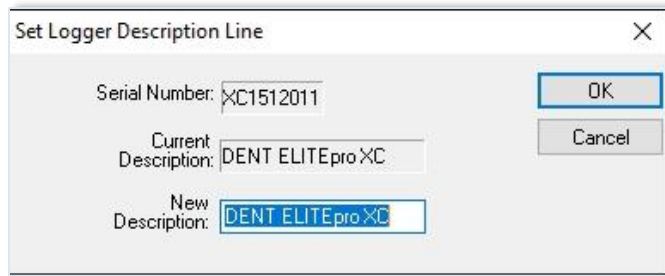 Set Logger Description Line
Serial Number: XC1512011
OK
Current
Description: DENT ELITEpro XC
Cancel
New
Description: DENT ELITEpro XC